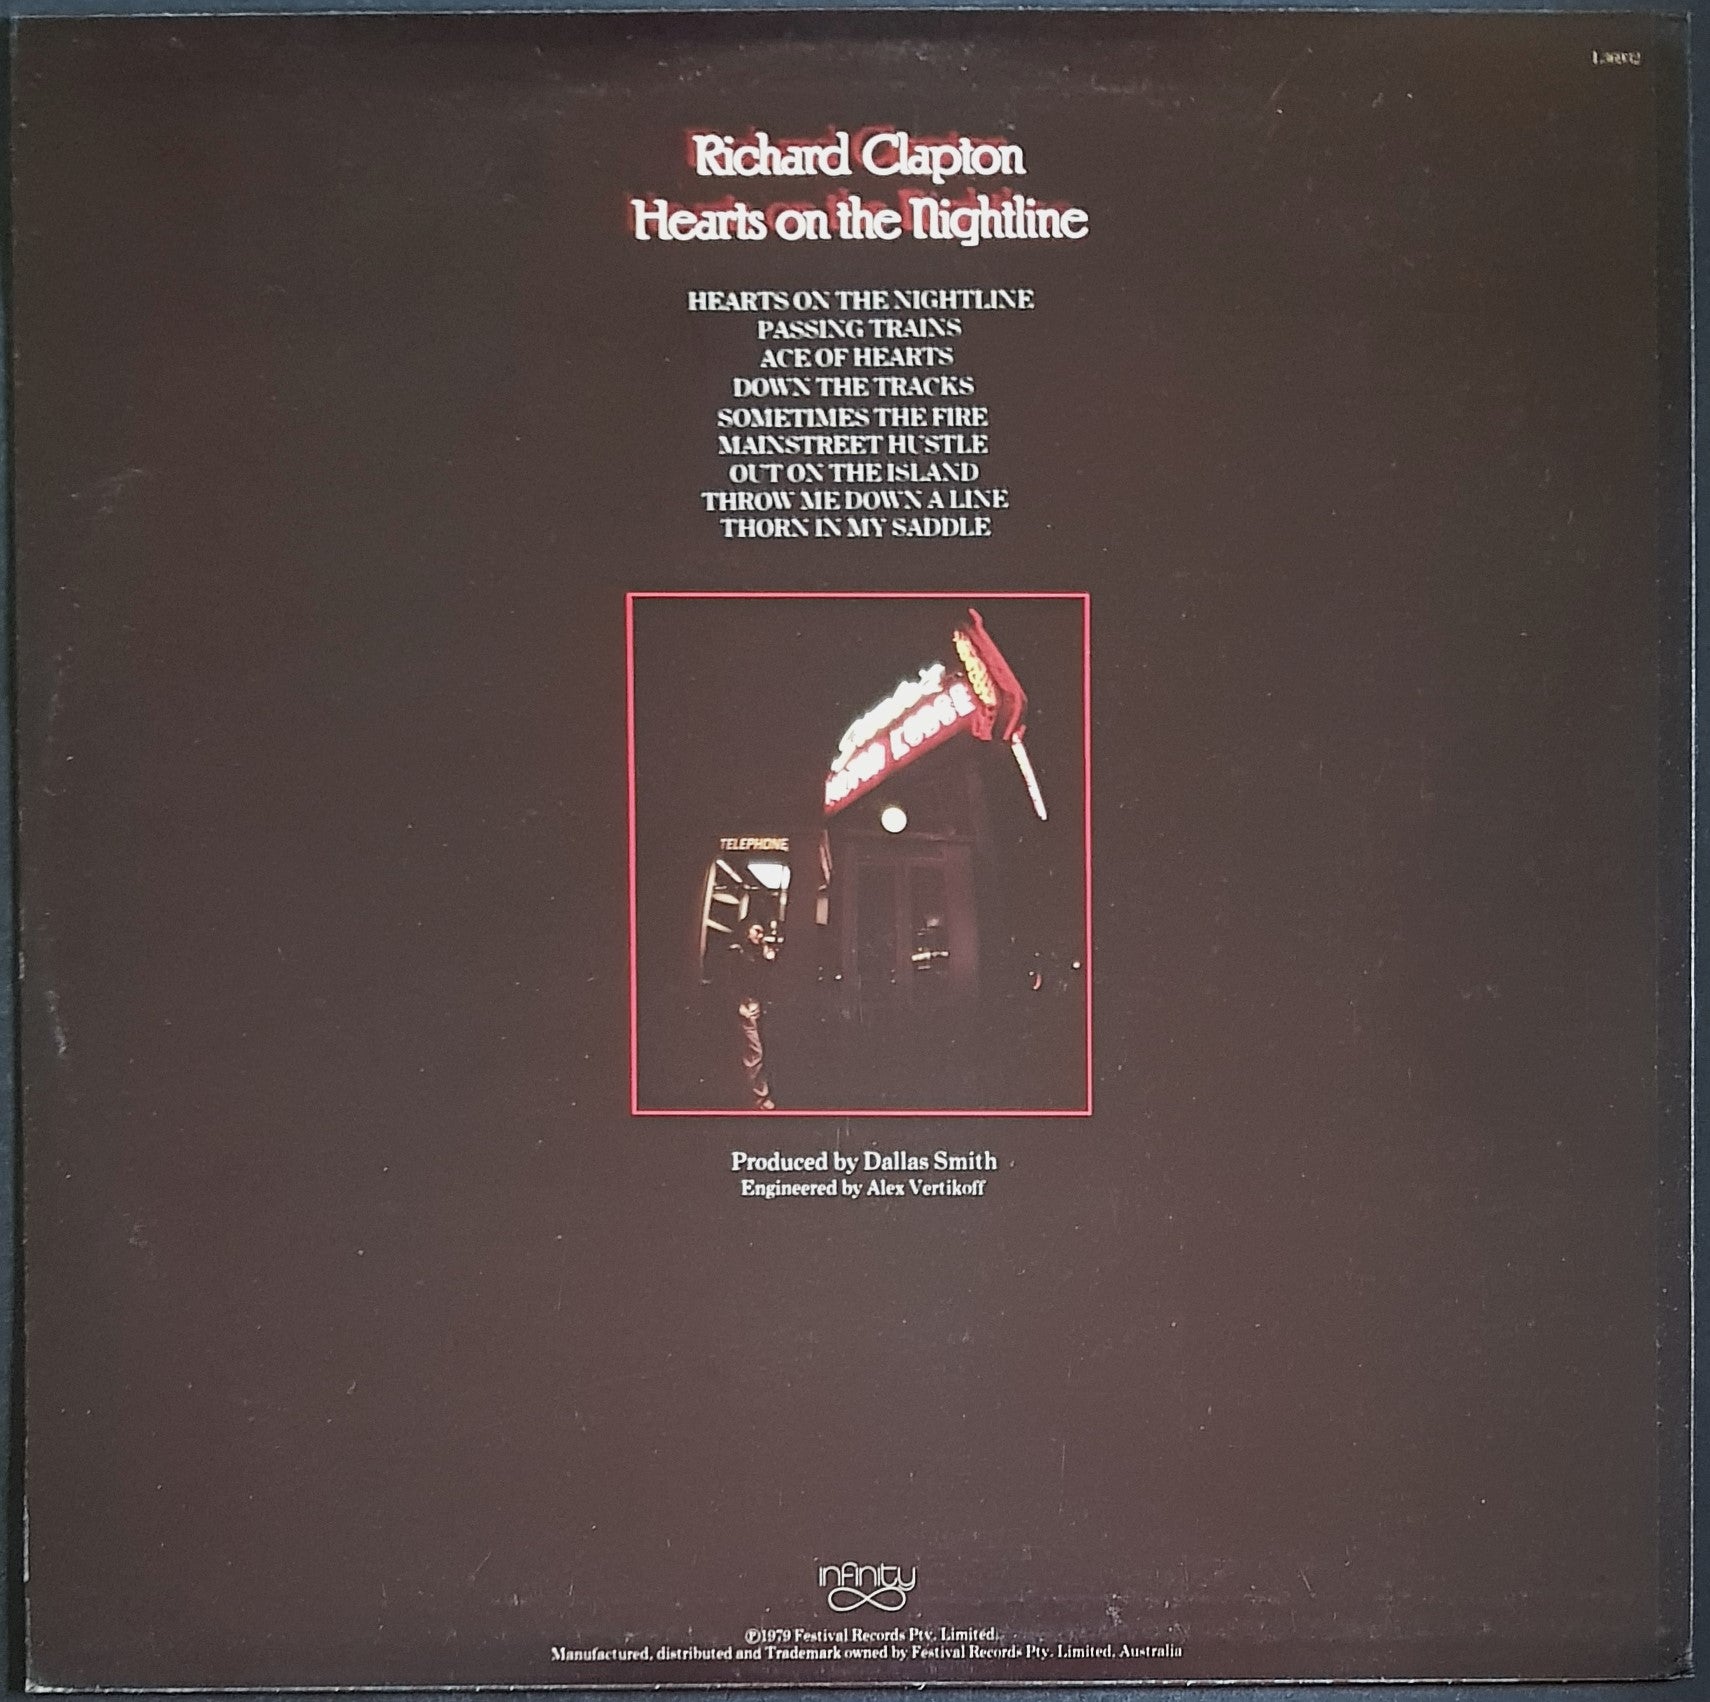 Richard Clapton
Hearts on the Nightline
HEARTS ON THE NIGHTLINE
PASSING TRAINS
ACE OF HEARTS
DOWN THE TRACKS
SOMETIMES THE FIRE
MAINSTREET HUSTLE
OUT ON THE ISLAND
THROW ME DOWN A LINE
THORN IN MY SADDLE
LODGE
TELEPHONE
Produced by Dallas Smith
Engineered by Alex Vertikoff
infinity
℗1979 Festival Records Pty. Limited.
Manufactured, distributed and Trademark owned by Festival Records Pty. Limited, Australia